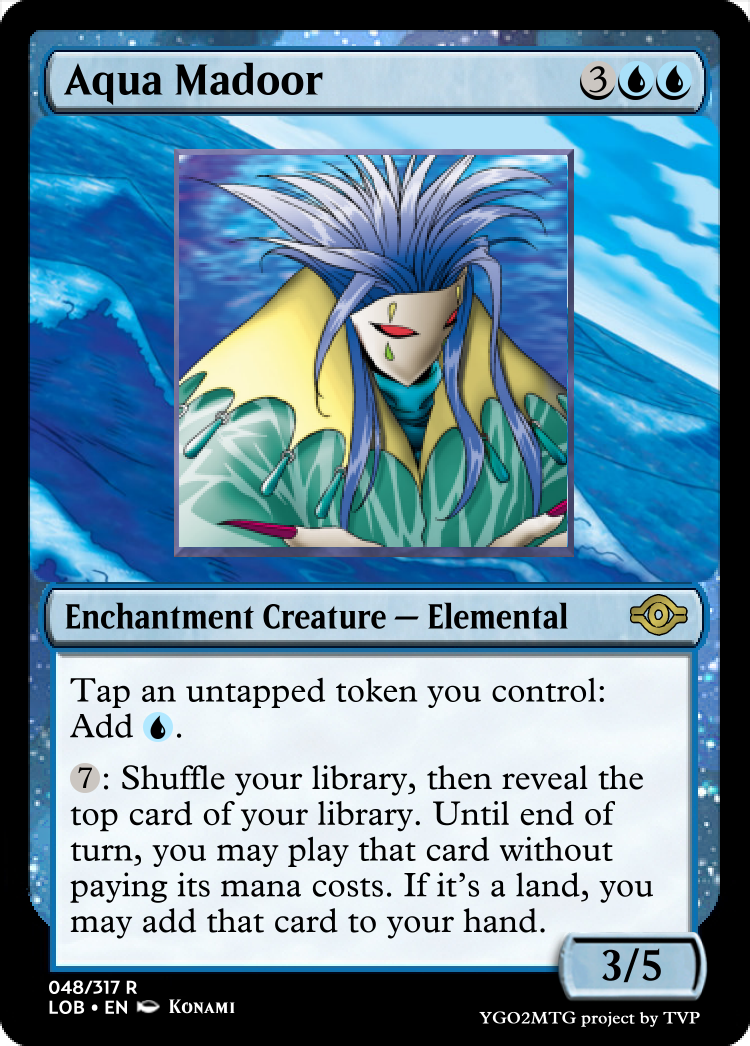 Aqua Madoor 3
Enchantment Creature — Elemental
Tap an untapped token you control:
Add .
7: Shuffle your library, then reveal the
top card of your library. Until end of
turn, you may play that card without
paying its mana costs. If it's a land, you
may add that card to your hand.
3/5
048/317 R
LOB • EN Konami
YGO2MTG project by TVP